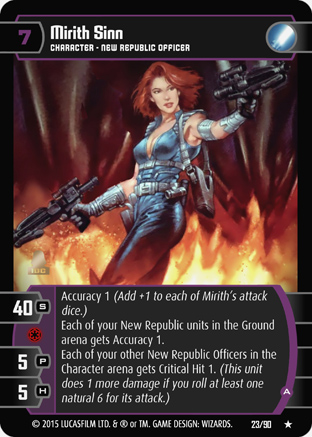 7 Mirith Sinn
CHARACTER - NEW REPUBLIC OFFICER
Accuracy 1 (Add +1 to each of Mirith's attack
dice.)
Each of your New Republic units in the Ground
arena gets Accuracy 1.
Each of your other New Republic Officers in the
Character arena gets Critical Hit 1. (This unit
does 1 more damage if you roll at least one
natural 6 for its attack.)
40 S
5 P
5 H
A
© 2015 LUCASFILM LTD. & ® or TM. GAME DESIGN: WIZARDS. 23/90 ★